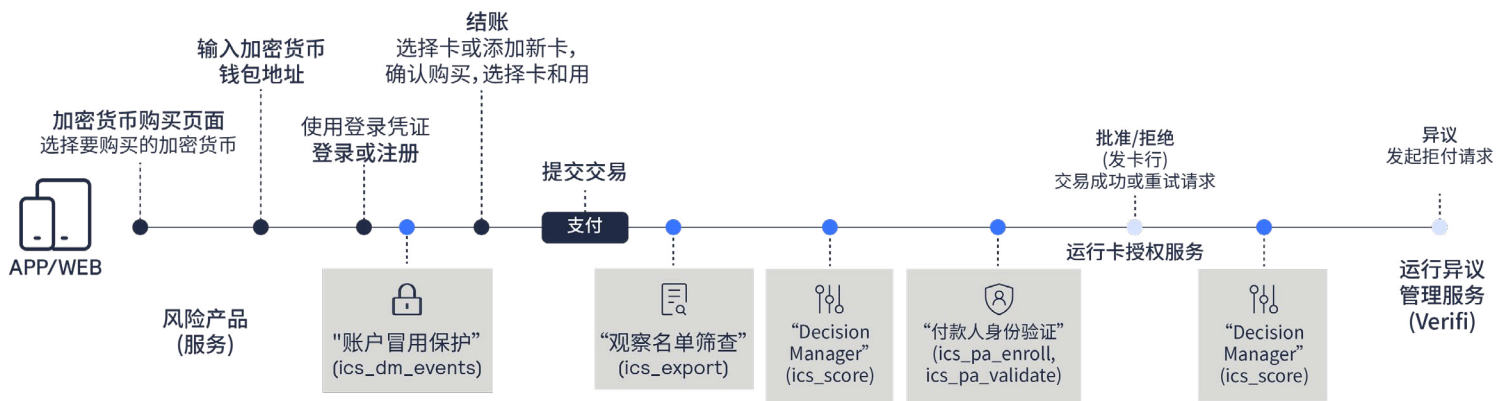 结账
选择卡或添加新卡，
确认购买，选择卡和用
输入加密货币
钱包地址
加密货币购买页面
选择要购买的加密货币
使用登录凭证
登录或注册
提交交易
批准/拒绝
(发卡行)
交易成功或重试请求
异议
发起拒付请求
APP/WEB
支付
运行卡授权服务
风险产品
(服务)
"账户冒用保护”
(ics_dm_events)
“观察名单筛查”
(ics_export)
“Decision
Manager”
(ics_score)
“付款人身份验证”
(ics_pa_enroll,
ics_pa_validate)
“Decision
Manager”
(ics_score)
运行异议
管理服务
(Verifi)